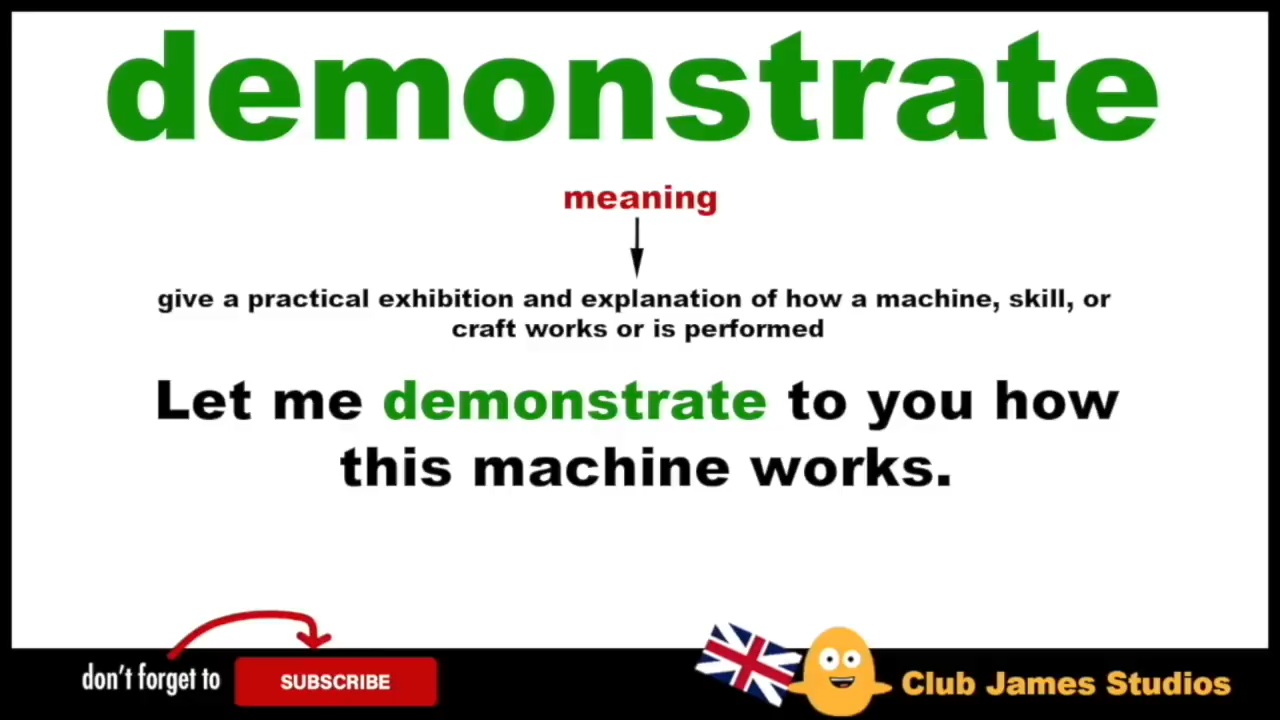 demonstrate
meaning
give a practical exhibition and explanation of how a machine, skill, or
craft works or is performed
Let me demonstrate to you how
this machine works.
don't forget to SUBSCRIBE
Club James Studios